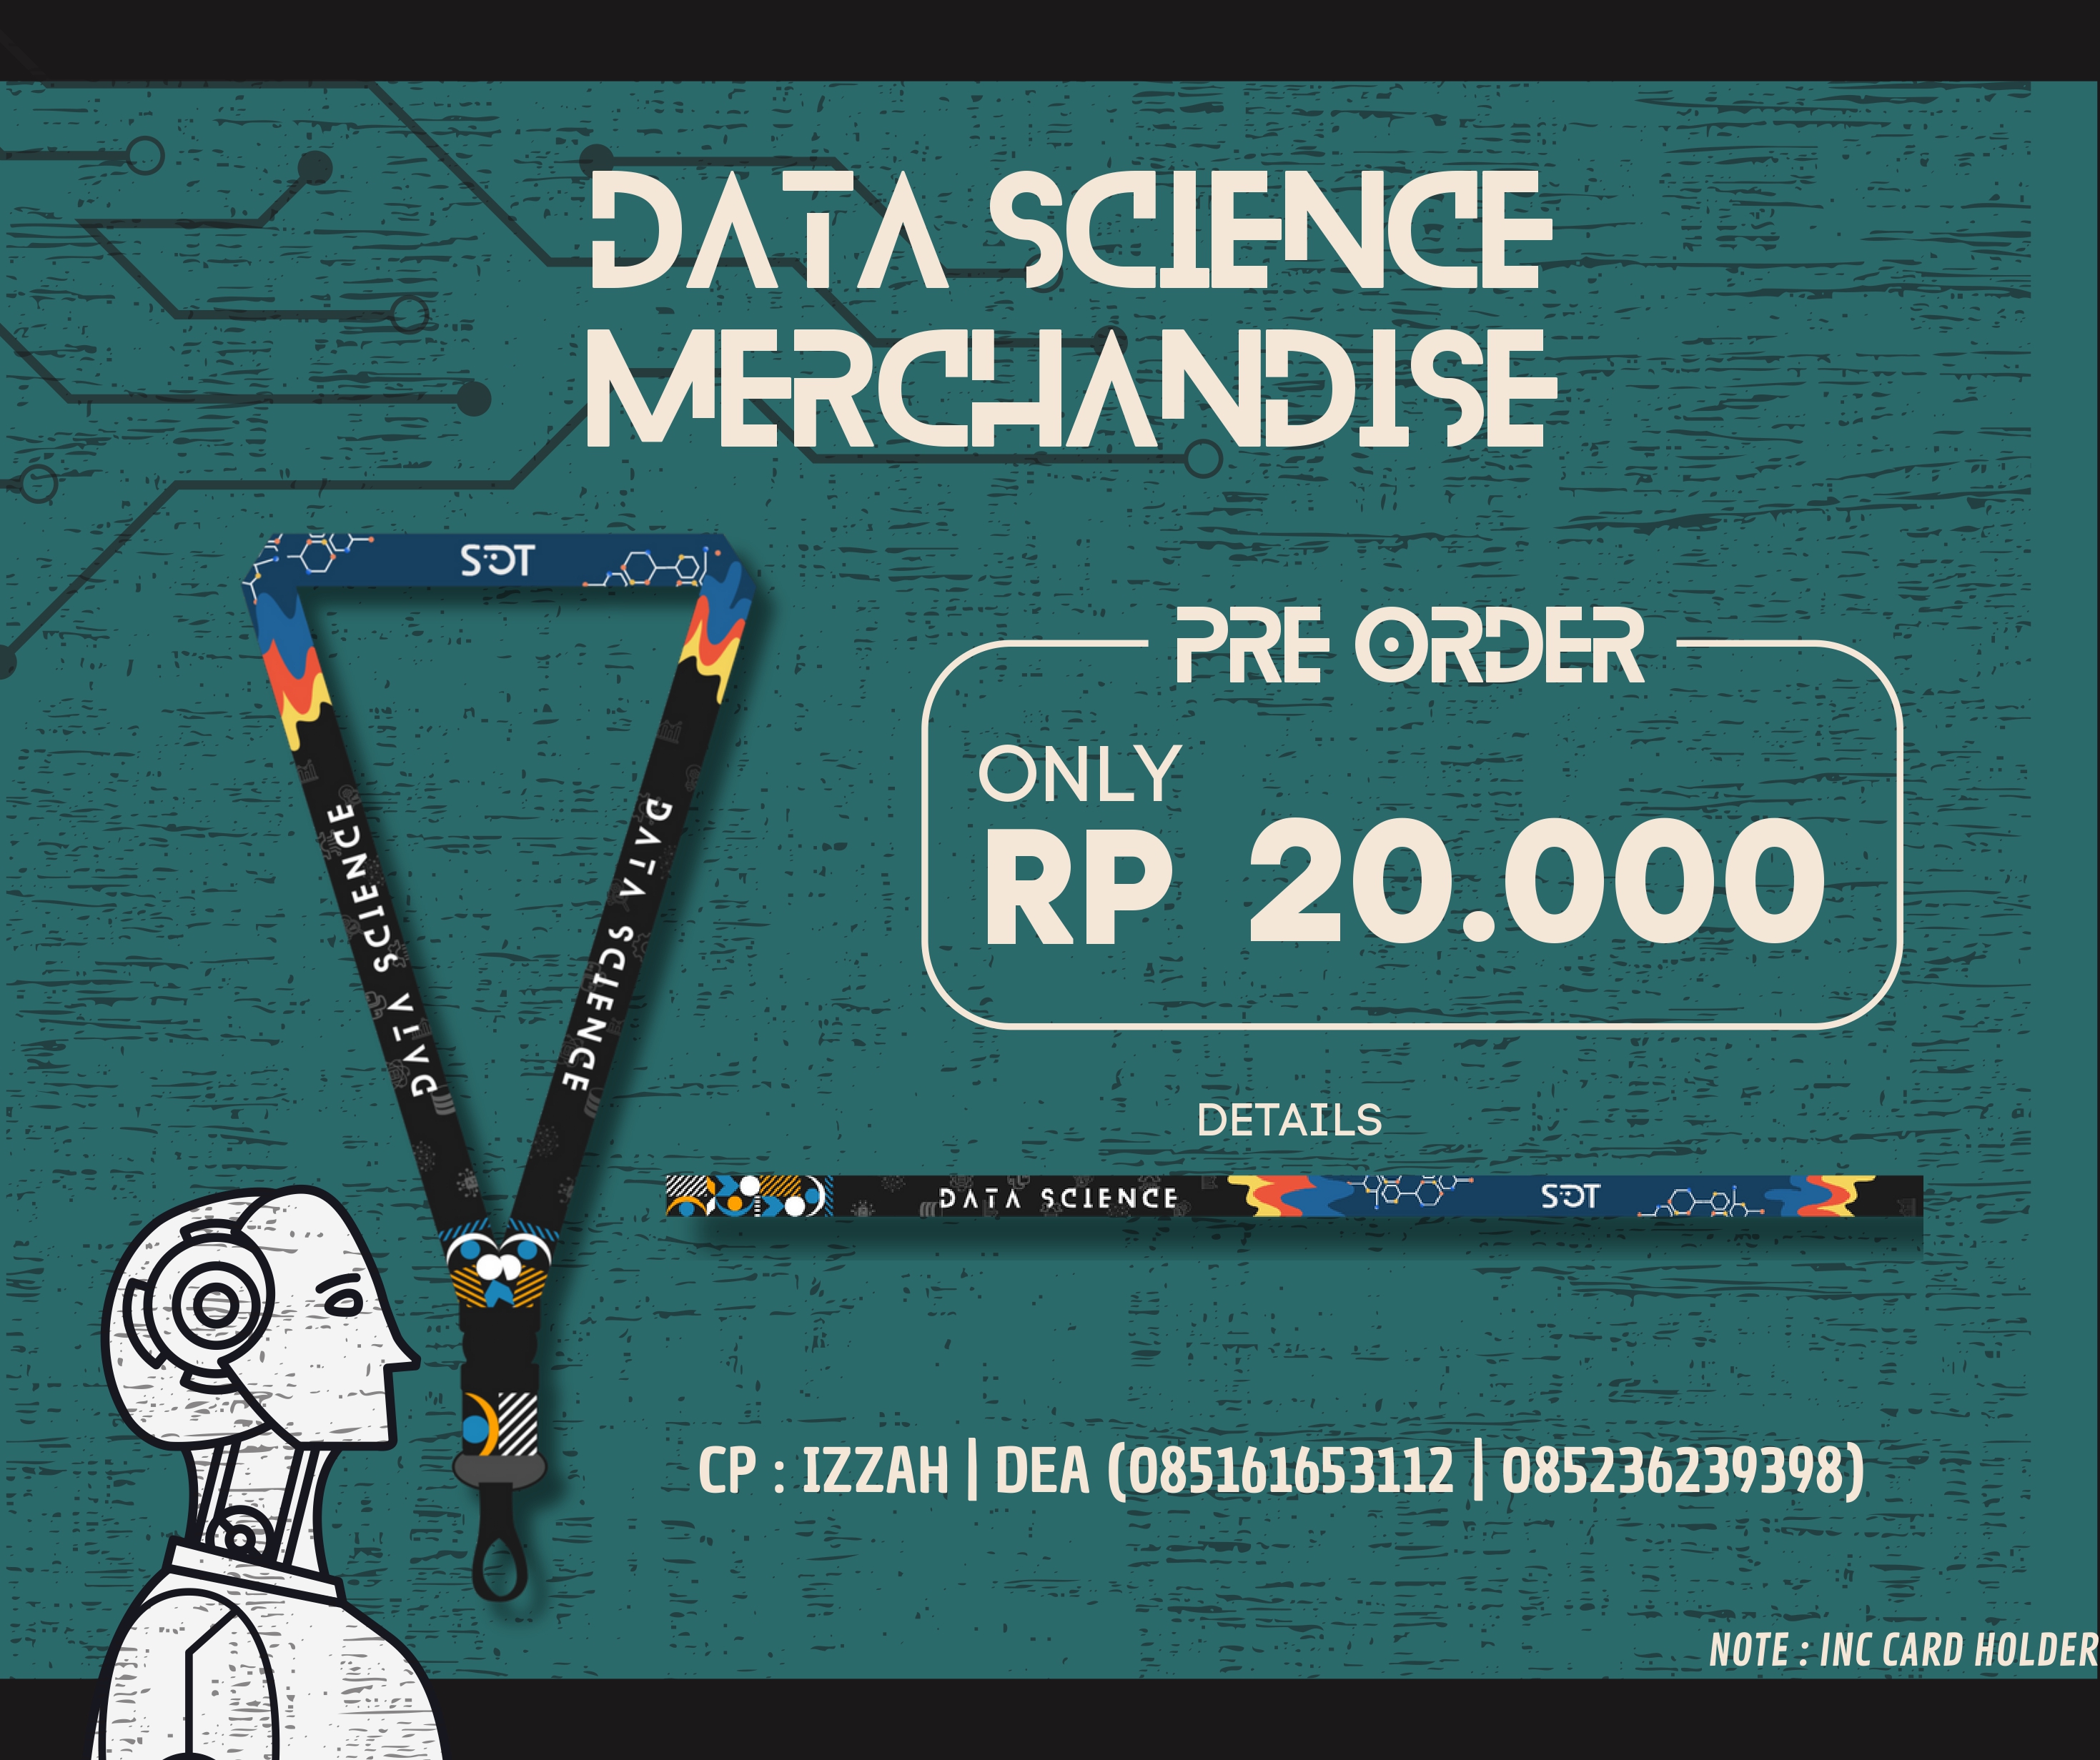 DATA SCIENCE
MERCHANDISE
SDT
DATA SCIENCE
DATA SCIENCE
PRE ORDER
ONLY
RP 20.000
DETAILS
DATA SCIENCE
SDT
CP : IZZAH | DEA (085161653112 | 085236239398)
NOTE : INC CARD HOLDER